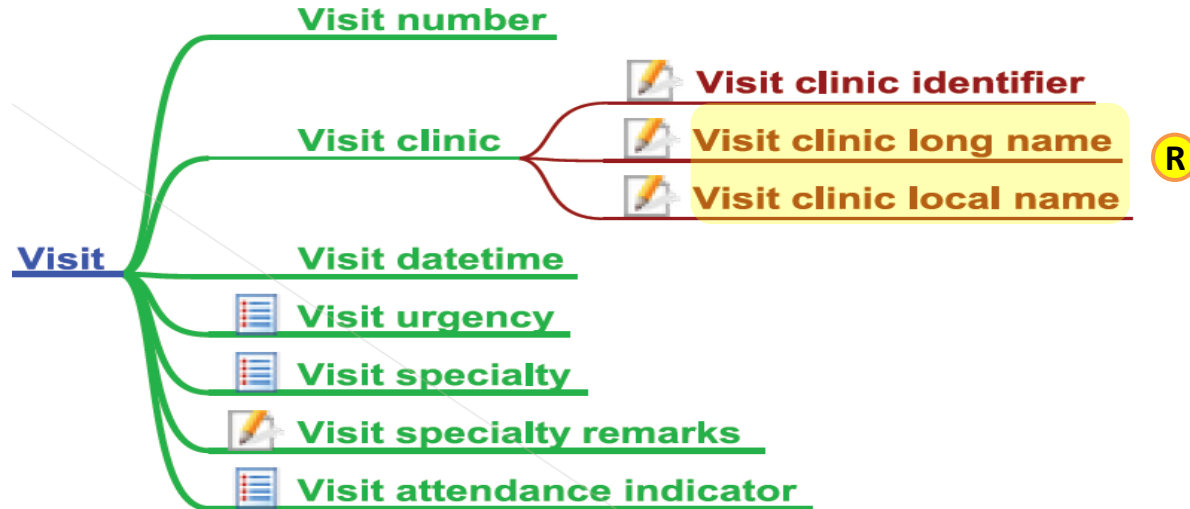 Visit number
Visit clinic identifier
Visit clinic
Visit clinic long name
R
Visit clinic local name
Visit
Visit datetime
Visit urgency
Visit specialty
Visit specialty remarks
Visit attendance indicator